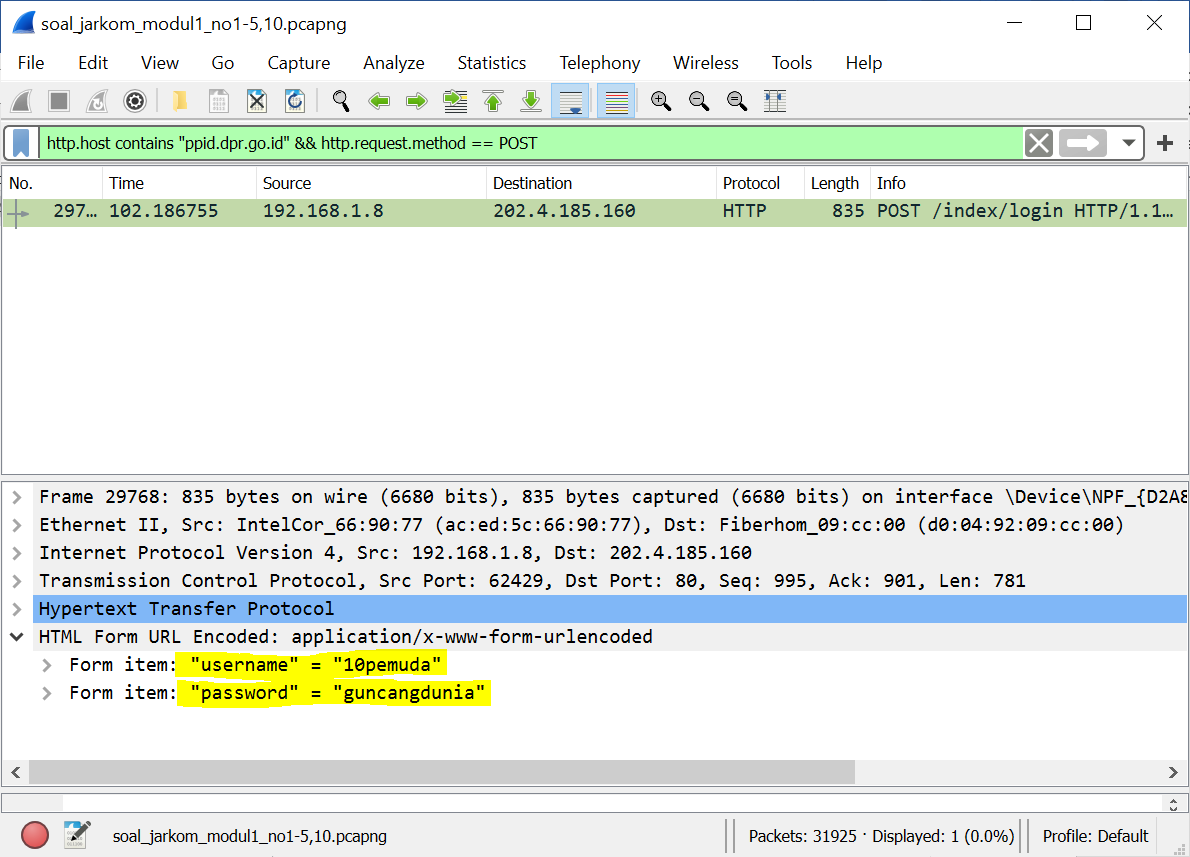 soal_jarkom_modul1_no1-5,10.pcapng
File Edit View Go Capture Analyze Statistics Telephony Wireless Tools Help
http.host contains "ppid.dpr.go.id" && http.request.method == POST
No. Time Source Destination Protocol Length Info
297… 102.186755 192.168.1.8 202.4.185.160 HTTP 835 POST /index/login HTTP/1.1…
Frame 29768: 835 bytes on wire (6680 bits), 835 bytes captured (6680 bits) on interface \Device\NPF_{D2A8
Ethernet II, Src: IntelCor_66:90:77 (ac:ed:5c:66:90:77), Dst: Fiberhom_09:cc:00 (d0:04:92:09:cc:00)
Internet Protocol Version 4, Src: 192.168.1.8, Dst: 202.4.185.160
Transmission Control Protocol, Src Port: 62429, Dst Port: 80, Seq: 995, Ack: 901, Len: 781
Hypertext Transfer Protocol
HTML Form URL Encoded: application/x-www-form-urlencoded
Form item: "username" = "10pemuda"
Form item: "password" = "guncangdunia"
soal_jarkom_modul1_no1-5,10.pcapng Packets: 31925 · Displayed: 1 (0.0%) Profile: Default